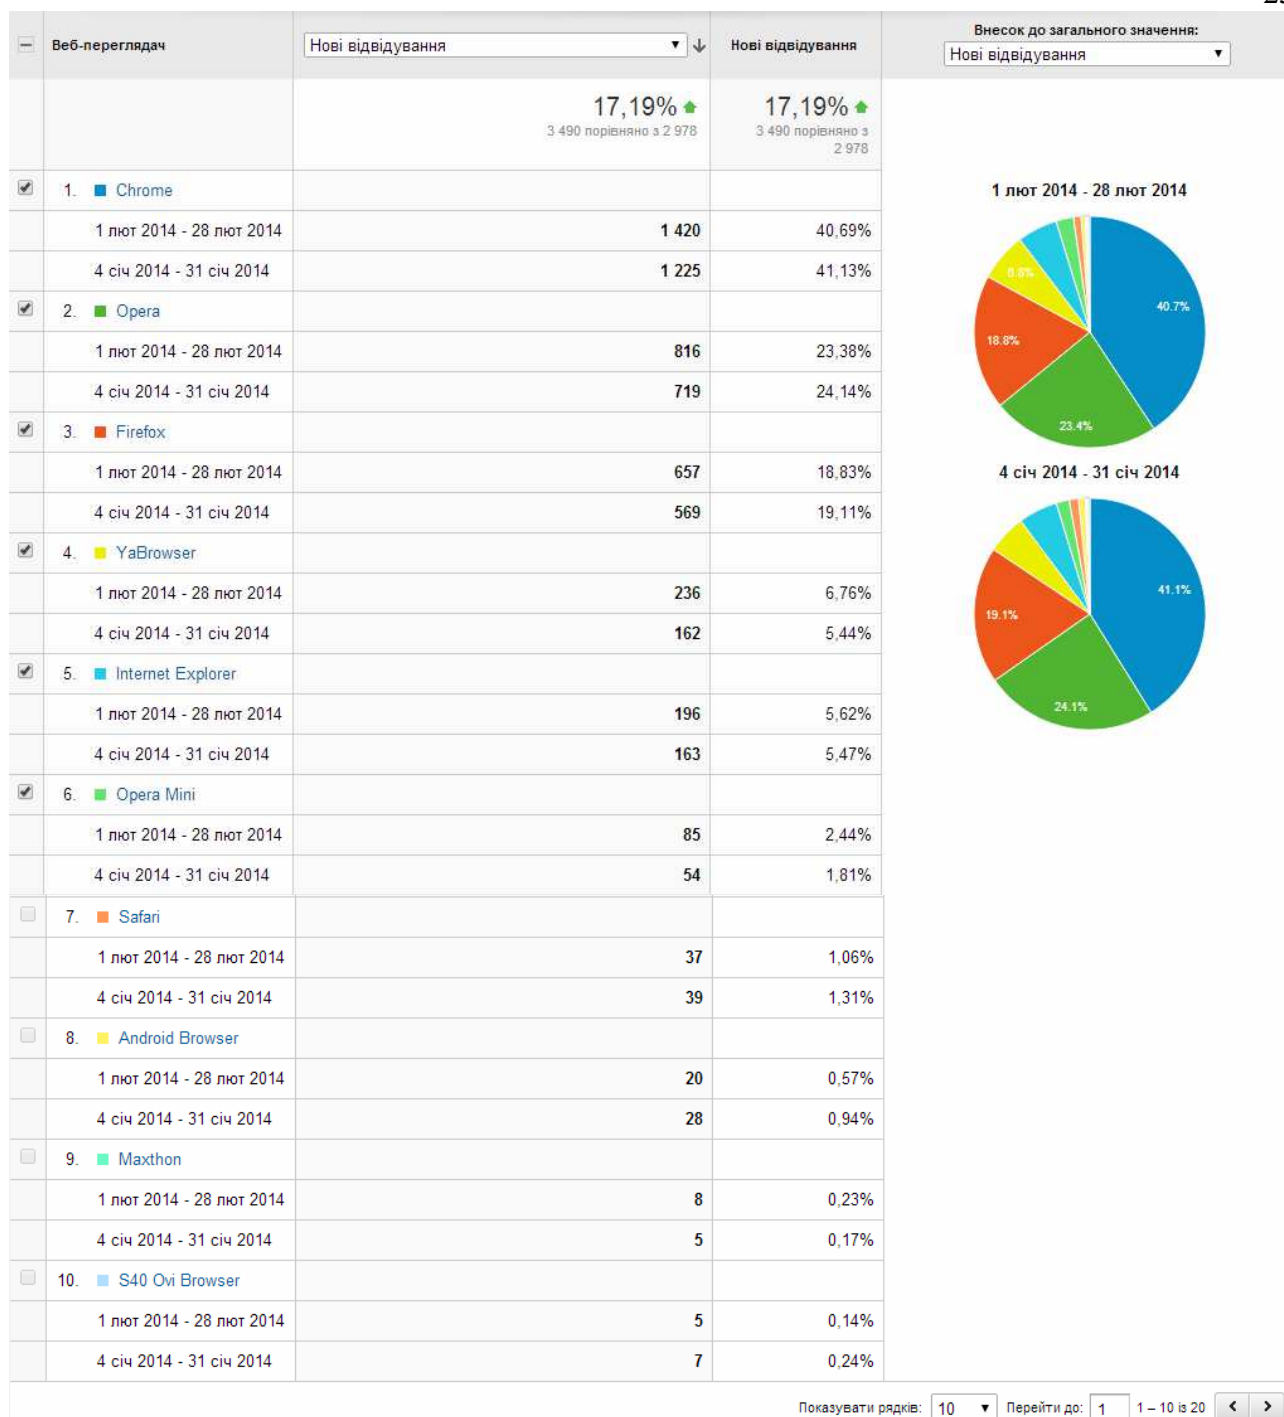 Веб-переглядач
Нові відвідування
Нові відвідування
Внесок до загального значення:
Нові відвідування
17,19%
3 490 порівняно з 2 978
17,19%
3 490 порівняно з
2 978
1. Chrome
1 лют 2014 - 28 лют 2014 1 420 40,69%
4 січ 2014 - 31 січ 2014 1 225 41,13%
2. Opera
1 лют 2014 - 28 лют 2014 816 23,38%
4 січ 2014 - 31 січ 2014 719 24,14%
3. Firefox
1 лют 2014 - 28 лют 2014 657 18,83%
4 січ 2014 - 31 січ 2014 569 19,11%
4. YaBrowser
1 лют 2014 - 28 лют 2014 236 6,76%
4 січ 2014 - 31 січ 2014 162 5,44%
5. Internet Explorer
1 лют 2014 - 28 лют 2014 196 5,62%
4 січ 2014 - 31 січ 2014 163 5,47%
6. Opera Mini
1 лют 2014 - 28 лют 2014 85 2,44%
4 січ 2014 - 31 січ 2014 54 1,81%
7. Safari
1 лют 2014 - 28 лют 2014 37 1,06%
4 січ 2014 - 31 січ 2014 39 1,31%
8. Android Browser
1 лют 2014 - 28 лют 2014 20 0,57%
4 січ 2014 - 31 січ 2014 28 0,94%
9. Maxthon
1 лют 2014 - 28 лют 2014 8 0,23%
4 січ 2014 - 31 січ 2014 5 0,17%
10. S40 Ovi Browser
1 лют 2014 - 28 лют 2014 5 0,14%
4 січ 2014 - 31 січ 2014 7 0,24%
1 лют 2014 - 28 лют 2014
6.8%
40.7%
18.8%
23.4%
4 січ 2014 - 31 січ 2014
41.1%
19.1%
24.1%
Показувати рядків: 10 Перейти до: 1 1 – 10 із 20